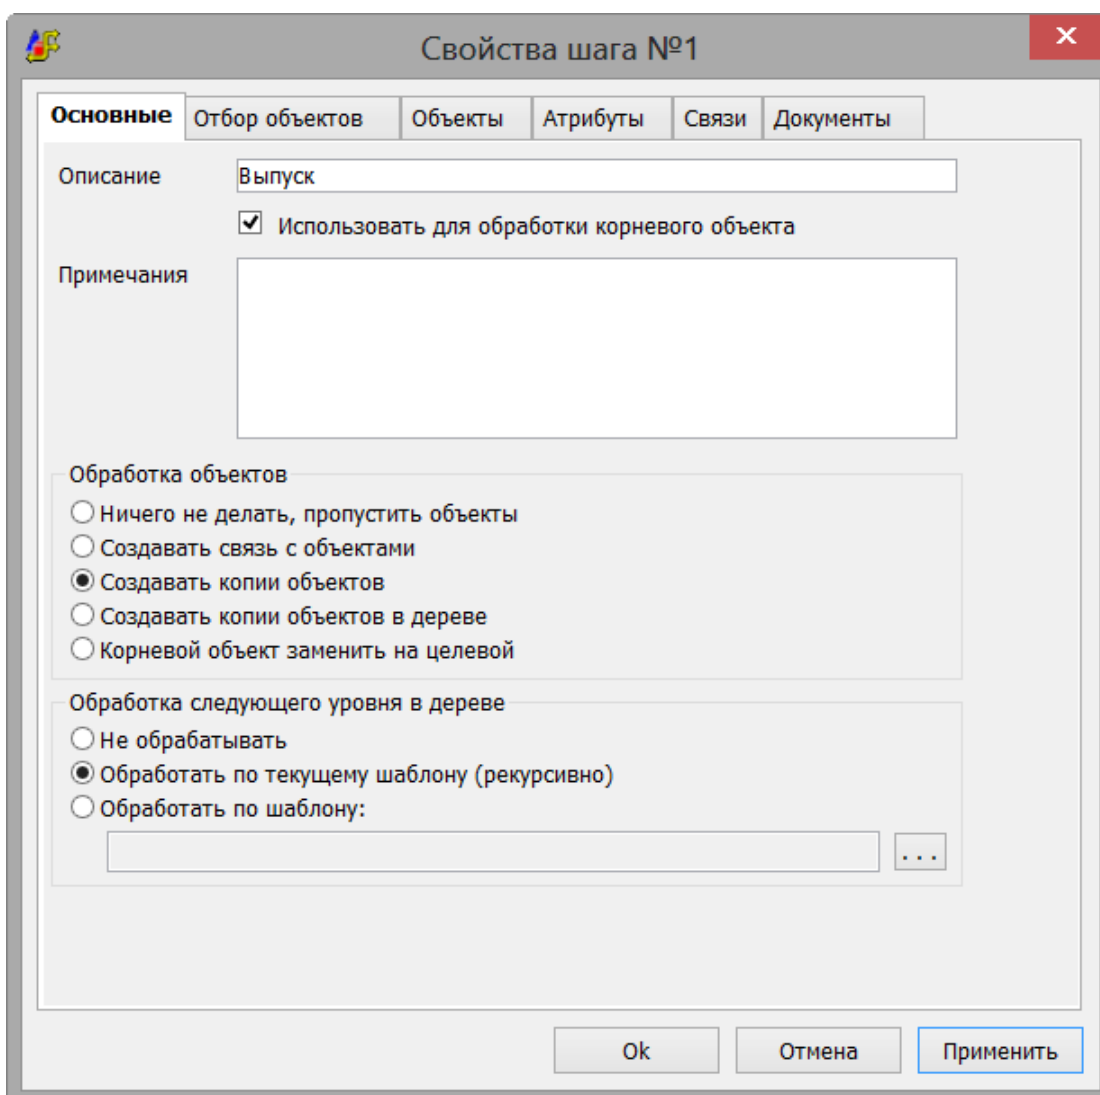 Свойства шага №1
Основные Отбор объектов Объекты Атрибуты Связи Документы
Описание Выпуск
Использовать для обработки корневого объекта
Примечания
Обработка объектов
Ничего не делать, пропустить объекты
Создавать связь с объектами
Создавать копии объектов
Создавать копии объектов в дереве
Корневой объект заменить на целевой
Обработка следующего уровня в дереве
Не обрабатывать
Обработать по текущему шаблону (рекурсивно)
Обработать по шаблону:
...
Ok Отмена Применить